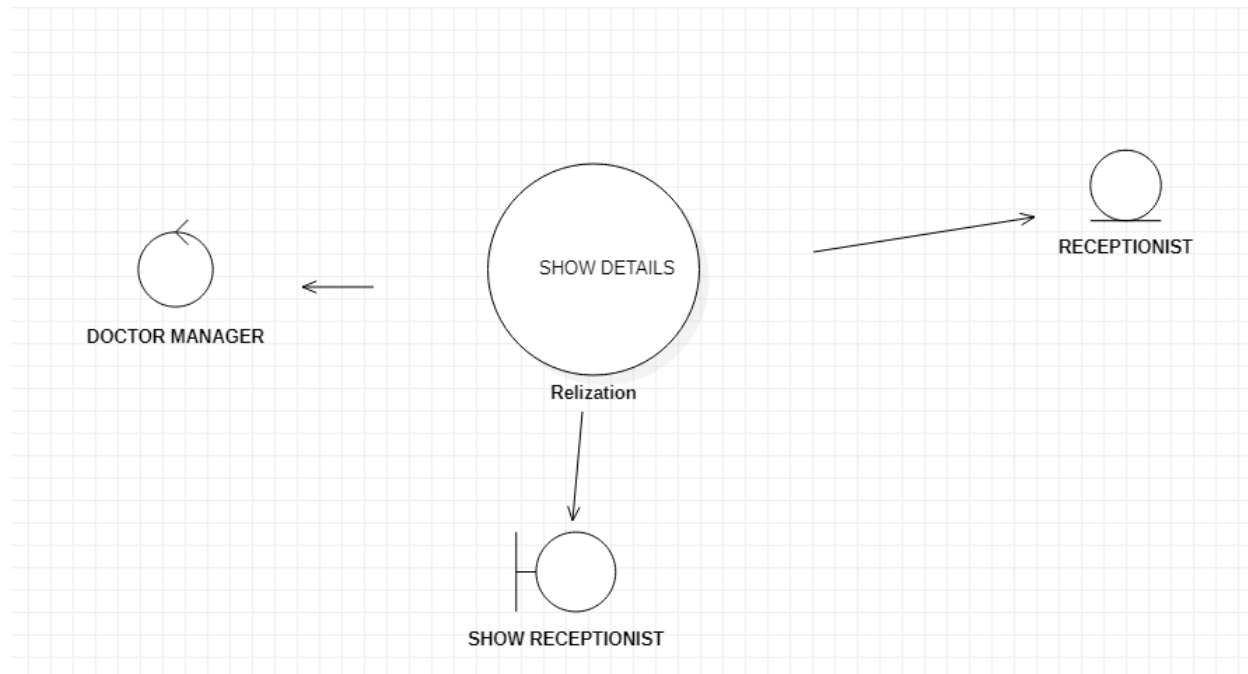 SHOW DETAILS
RECEPTIONIST
DOCTOR MANAGER
Relization
SHOW RECEPTIONIST